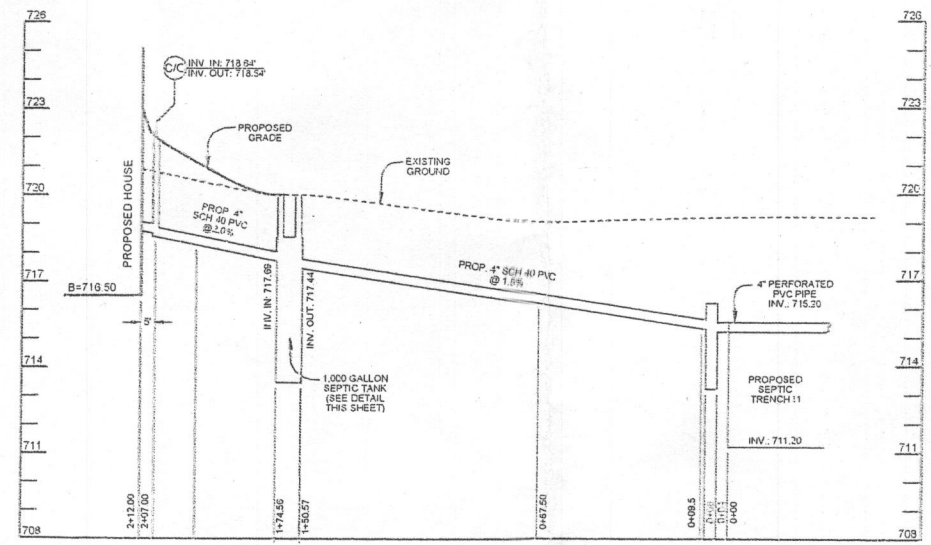 726
726
C/C
INV IN: 718.64'
INV. OUT: 718.54'
723
723
PROPOSED
GRADE
EXISTING
GROUND
720
720
PROPOSED HOUSE
PROP. 4"
SCH 40 PVC
@2.0%
717
717
B=716.50
INV. IN: 717.69
INV. OUT: 717.44
PROP. 4" SCH 40 PVC
4" PERFORATED
PVC PIPE
INV.: 715.20
5'
714
714
1,000 GALLON
SEPTIC TANK
(SEE DETAIL
THIS SHEET)
PROPOSED
SEPTIC
711
711
INV.: 711.20
2+12.00
2+07.00
1+74.56
1+50.57
0+67.50
0+09.5
0+00
708
708